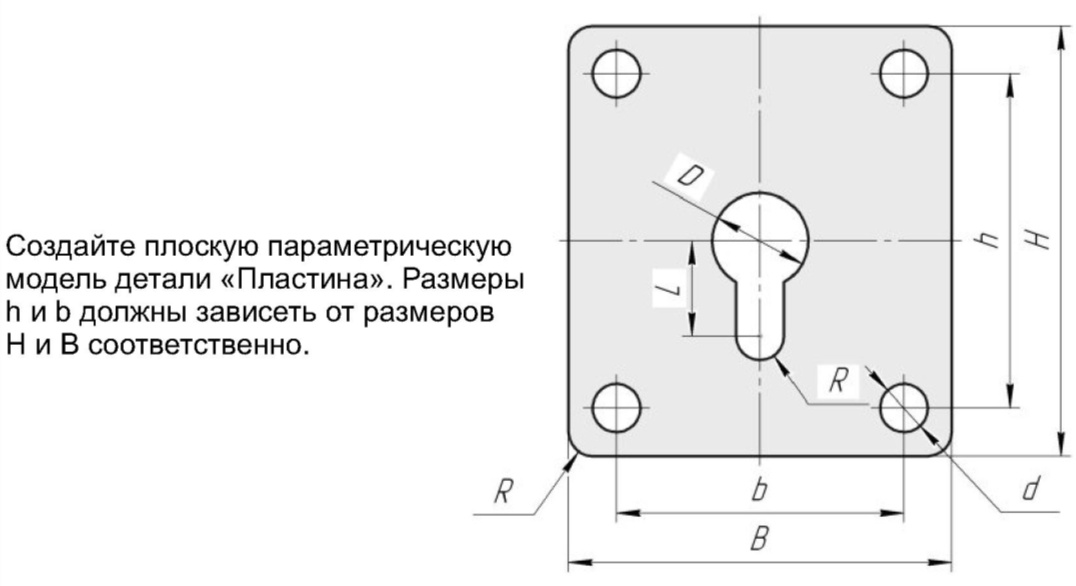 Создайте плоскую параметрическую
модель детали «Пластина». Размеры
h и b должны зависеть от размеров
H и B соответственно.
D
L
h
H
R
R
b
d
B